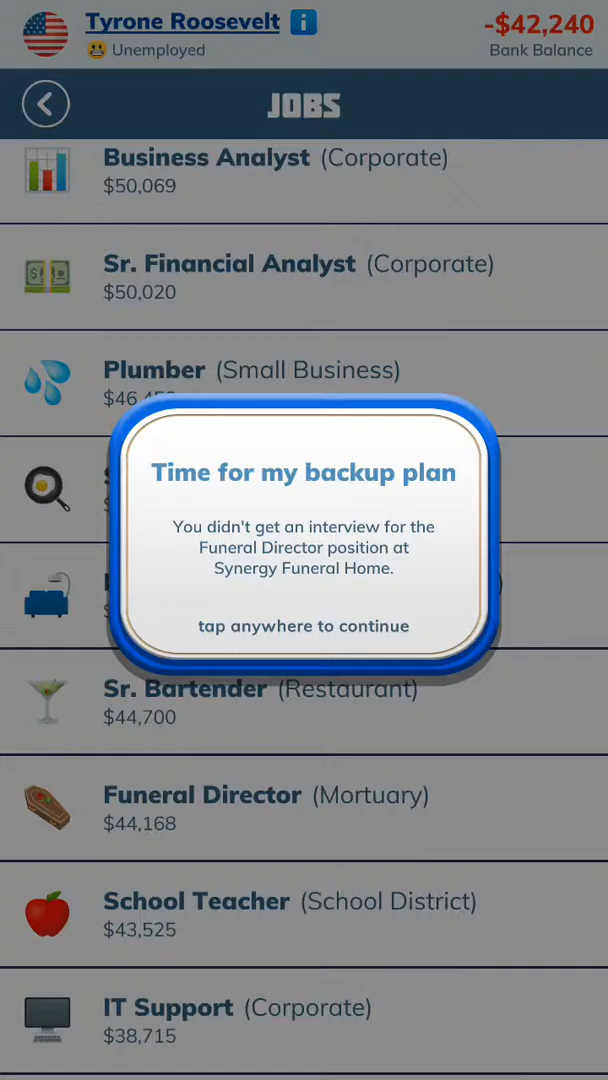 Tyrone Roosevelt
-$42,240
Unemployed
Bank Balance
JOBS
Business Analyst (Corporate)
$50,069
Sr. Financial Analyst (Corporate)
$50,020
Plumber (Small Business)
Time for my backup plan
You didn't get an interview for the
Funeral Director position at
Synergy Funeral Home.
tap anywhere to continue
Sr. Bartender (Restaurant)
$44,700
Funeral Director (Mortuary)
$44,168
School Teacher (School District)
$43,525
IT Support (Corporate)
$38,715